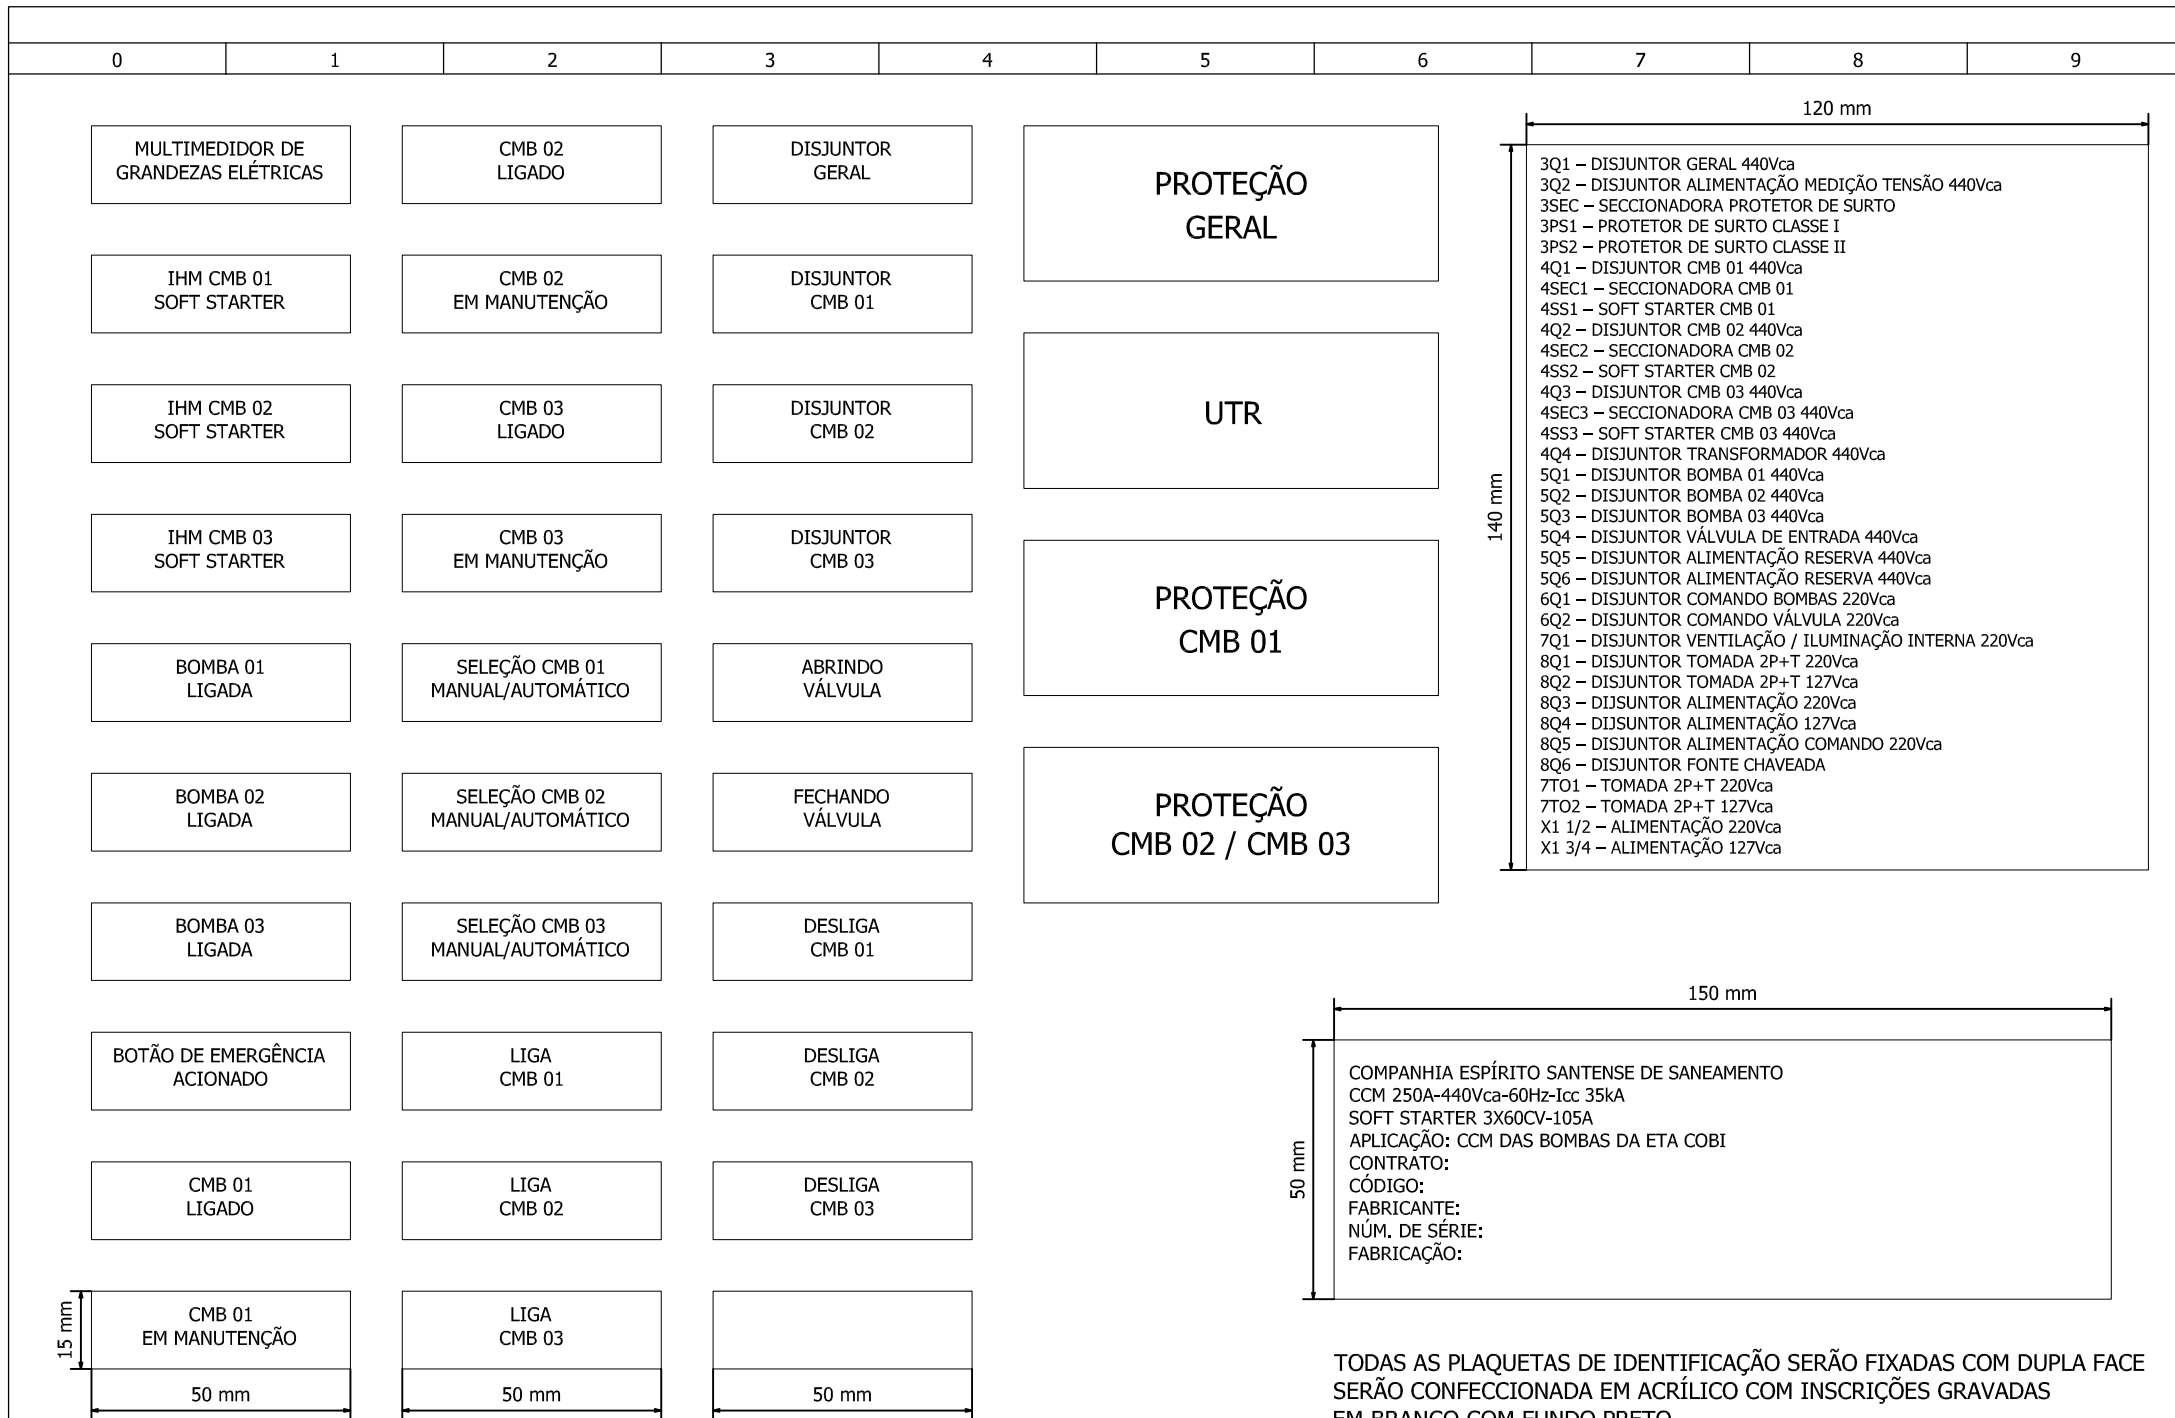 0 1 2 3 4 5 6 7 8 9
MULTIMEDIDOR DE
GRANDEZAS ELÉTRICAS
IHM CMB 01
SOFT STARTER
IHM CMB 02
SOFT STARTER
IHM CMB 03
SOFT STARTER
BOMBA 01
LIGADA
BOMBA 02
LIGADA
BOMBA 03
LIGADA
BOTÃO DE EMERGÊNCIA
ACIONADO
CMB 01
LIGADO
CMB 01
EM MANUTENÇÃO
15 mm
50 mm
CMB 02
LIGADO
CMB 02
EM MANUTENÇÃO
CMB 03
LIGADO
CMB 03
EM MANUTENÇÃO
SELEÇÃO CMB 01
MANUAL/AUTOMÁTICO
SELEÇÃO CMB 02
MANUAL/AUTOMÁTICO
SELEÇÃO CMB 03
MANUAL/AUTOMÁTICO
LIGA
CMB 01
LIGA
CMB 02
LIGA
CMB 03
50 mm
DISJUNTOR
GERAL
DISJUNTOR
CMB 01
DISJUNTOR
CMB 02
DISJUNTOR
CMB 03
ABRINDO
VÁLVULA
FECHANDO
VÁLVULA
DESLIGA
CMB 01
DESLIGA
CMB 02
DESLIGA
CMB 03
50 mm
PROTEÇÃO
GERAL
UTR
PROTEÇÃO
CMB 01
PROTEÇÃO
CMB 02 / CMB 03
120 mm
140 mm
3Q1 – DISJUNTOR GERAL 440Vca
3Q2 – DISJUNTOR ALIMENTAÇÃO MEDIÇÃO TENSÃO 440Vca
3SEC – SECCIONADORA PROTETOR DE SURTO
3PS1 – PROTETOR DE SURTO CLASSE I
3PS2 – PROTETOR DE SURTO CLASSE II
4Q1 – DISJUNTOR CMB 01 440Vca
4SEC1 – SECCIONADORA CMB 01
4SS1 – SOFT STARTER CMB 01
4Q2 – DISJUNTOR CMB 02 440Vca
4SEC2 – SECCIONADORA CMB 02
4SS2 – SOFT STARTER CMB 02
4Q3 – DISJUNTOR CMB 03 440Vca
4SEC3 – SECCIONADORA CMB 03 440Vca
4SS3 – SOFT STARTER CMB 03 440Vca
4Q4 – DISJUNTOR TRANSFORMADOR 440Vca
5Q1 – DISJUNTOR BOMBA 01 440Vca
5Q2 – DISJUNTOR BOMBA 02 440Vca
5Q3 – DISJUNTOR BOMBA 03 440Vca
5Q4 – DISJUNTOR VÁLVULA DE ENTRADA 440Vca
5Q5 – DISJUNTOR ALIMENTAÇÃO RESERVA 440Vca
5Q6 – DISJUNTOR ALIMENTAÇÃO RESERVA 440Vca
6Q1 – DISJUNTOR COMANDO BOMBAS 220Vca
6Q2 – DISJUNTOR COMANDO VÁLVULA 220Vca
7Q1 – DISJUNTOR VENTILAÇÃO / ILUMINAÇÃO INTERNA 220Vca
8Q1 – DISJUNTOR TOMADA 2P+T 220Vca
8Q2 – DISJUNTOR TOMADA 2P+T 127Vca
8Q3 – DIJSUNTOR ALIMENTAÇÃO 220Vca
8Q4 – DIJSUNTOR ALIMENTAÇÃO 127Vca
8Q5 – DISJUNTOR ALIMENTAÇÃO COMANDO 220Vca
8Q6 – DISJUNTOR FONTE CHAVEADA
7TO1 – TOMADA 2P+T 220Vca
7TO2 – TOMADA 2P+T 127Vca
X1 1/2 – ALIMENTAÇÃO 220Vca
X1 3/4 – ALIMENTAÇÃO 127Vca
150 mm
50 mm
COMPANHIA ESPÍRITO SANTENSE DE SANEAMENTO
CCM 250A-440Vca-60Hz-Icc 35kA
SOFT STARTER 3X60CV-105A
APLICAÇÃO: CCM DAS BOMBAS DA ETA COBI
CONTRATO:
CÓDIGO:
FABRICANTE:
NÚM. DE SÉRIE:
FABRICAÇÃO:
TODAS AS PLAQUETAS DE IDENTIFICAÇÃO SERÃO FIXADAS COM DUPLA FACE
SERÃO CONFECCIONADA EM ACRÍLICO COM INSCRIÇÕES GRAVADAS
EM BRANCO COM FUNDO PRETO